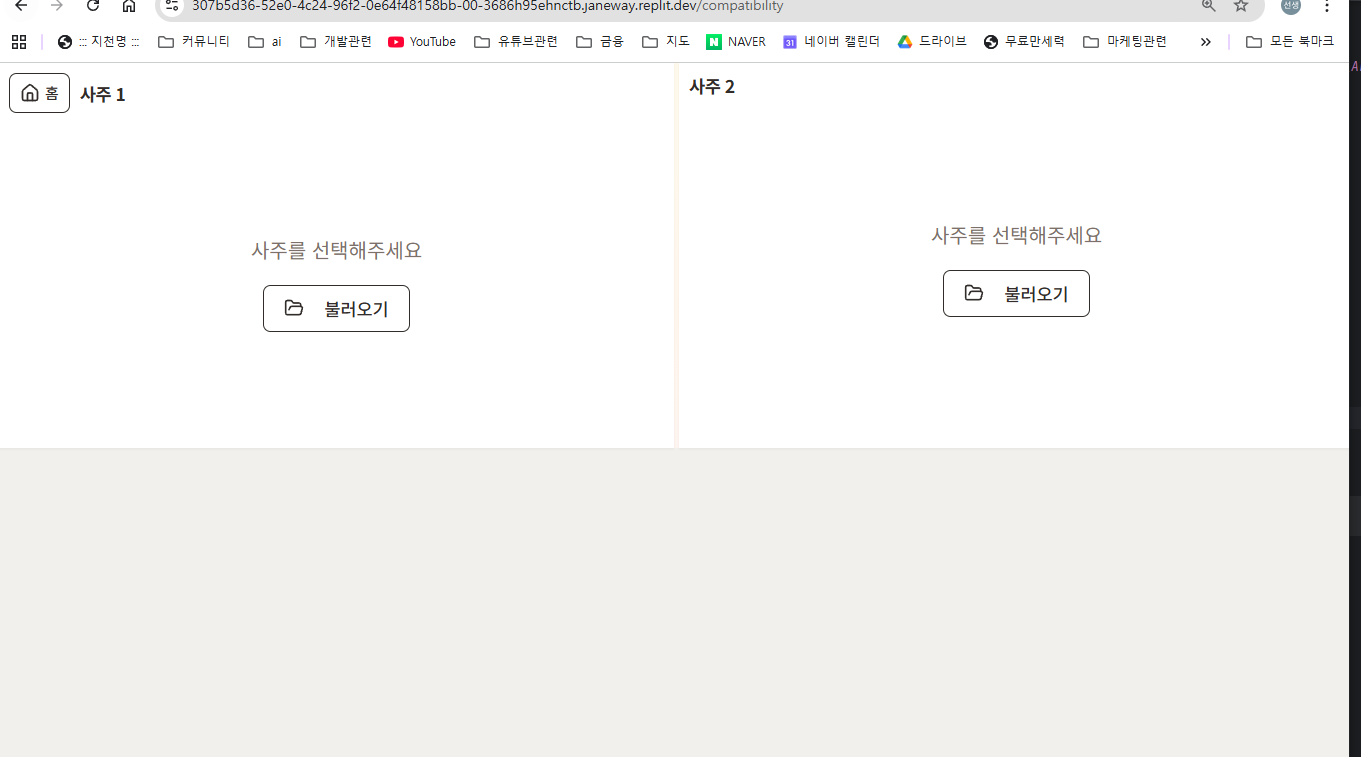 307b5d36-52e0-4c24-96f2-0e64f48158bb-00-3686h95ehnctb.janeway.replit.dev/compatibility
선생
::: 지천명 ::: 커뮤니티 ai 개발관련 YouTube 유튜브관련 금융 지도 N NAVER 31 네이버 캘린더 드라이브 무료만세력 마케팅관련 » 모든 북마크
홈 사주 1
사주 2
사주를 선택해주세요
불러오기
사주를 선택해주세요
불러오기